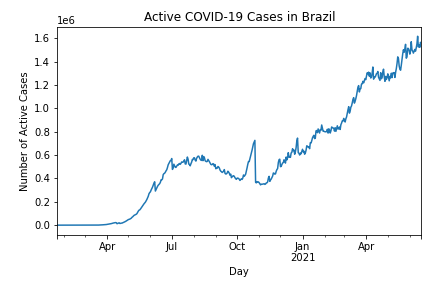 Active COVID-19 Cases in Brazil
1e6
1.6
1.4
1.2
1.0
0.8
0.6
0.4
0.2
0.0
Number of Active Cases
Apr
Jul
Oct
Jan
2021
Apr
Day